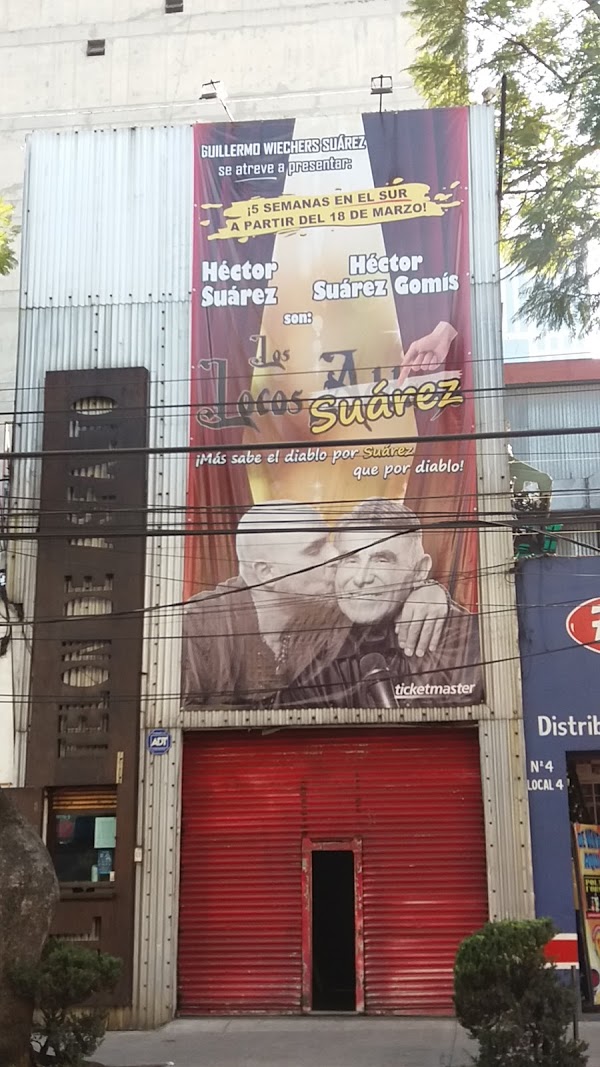 GUILLERMO WIECHERS SUÁREZ
se atreve a presentar:
¡5 SEMANAS EN EL SUR
A PARTIR DEL 18 DE MARZO!
Héctor Suárez
Héctor Suárez Gomís
son:
Los
Locos
Suárez
¡Más sabe el diablo por Suárez
que por diablo!
ticketmaster
ADT
Distrib
Nº 4
LOCAL 4